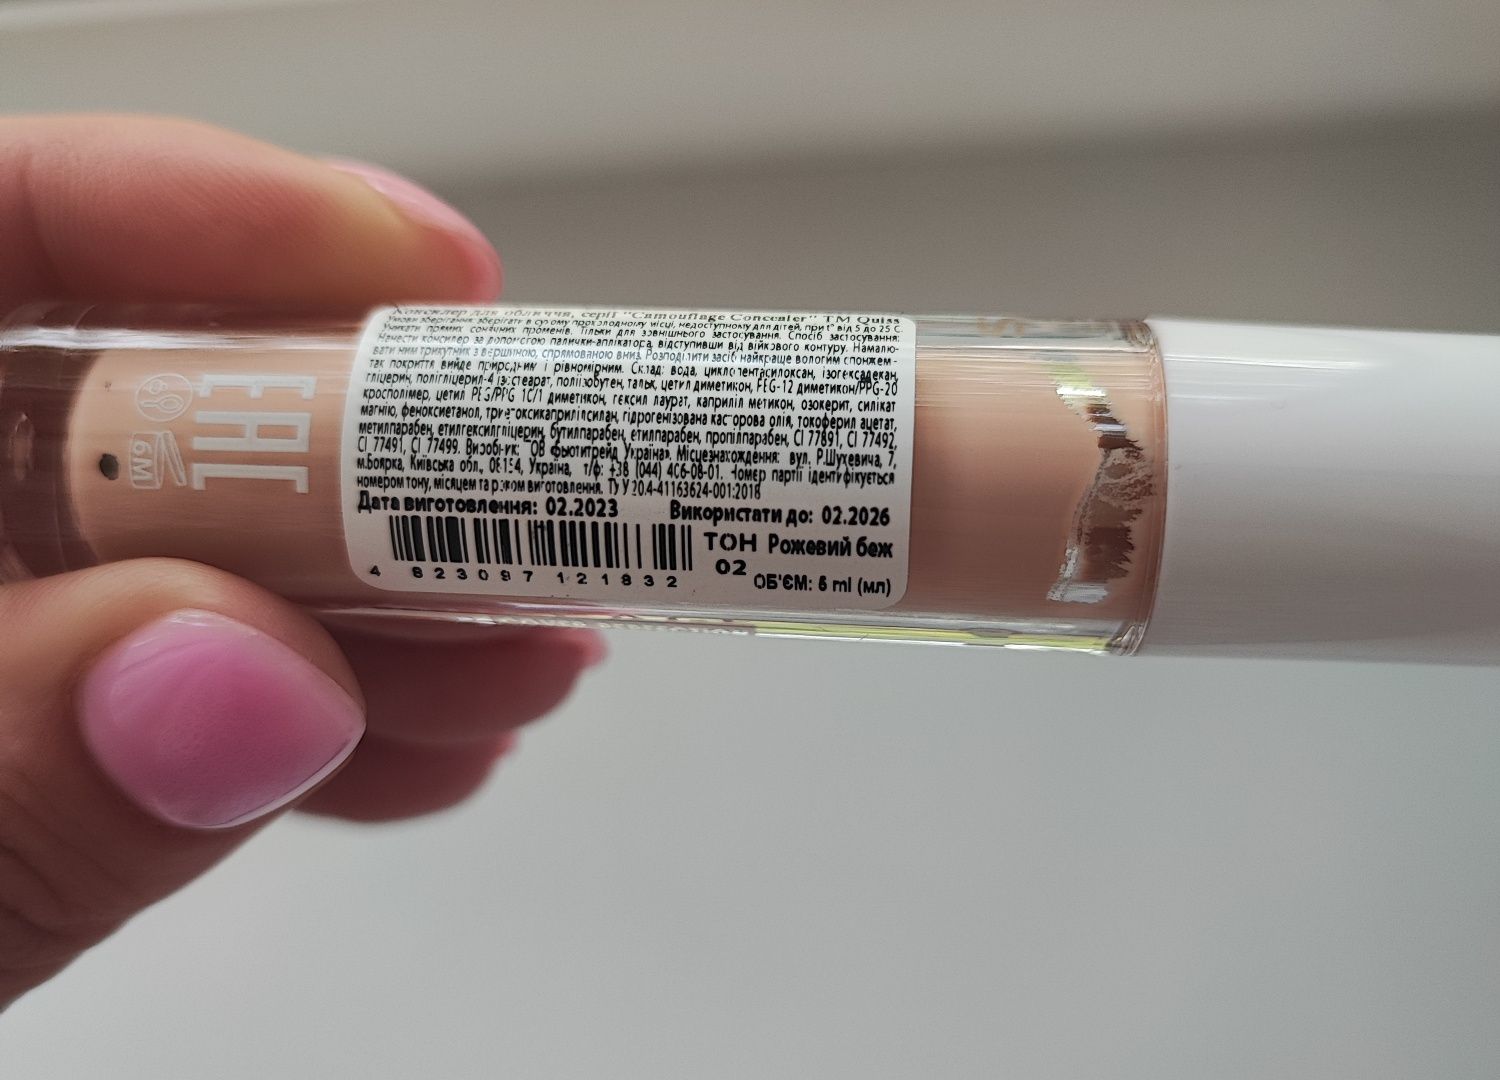 Консилер для обличчя, серії "Camouflage Concealer" TM Quiss
Умови зберігання: зберігати в сухому прохолодному місці, недоступному для дітей, при t° від 5 до 25 С.
Уникати прямих сонячних променів. Тільки для зовнішнього застосування. Спосіб застосування:
Нанести консилер за допомогою палички-аплікатора, відступивши від війкового контуру. Намалю-
вати ним трикутник з вершиною, спрямованою вниз. Розподілити засіб найкраще вологим спонжем -
так покриття вийде природним і рівномірним. Склад: вода, циклопентасилоксан, ізогексадекан,
гліцерин, полігліцерил-4 ізостеарат, поліізобутен, тальк, цетил диметикон, PEG-12 диметикон/PPG-20
кросполімер, цетил PEG/PPG 10/1 диметикон, гексил лаурат, каприліл метикон, озокерит, силікат
магнію, феноксиетанол, триетоксикаприлілсилан, гідрогенізована касторова олія, токоферил ацетат,
метилпарабен, етилгексилгліцерин, бутилпарабен, етилпарабен, пропілпарабен, CI 77891, CI 77492,
CI 77491, CI 77499. Виробник: "ОВ фьютитрейд Україна». Місцезнаходження: вул. Р.Шухевича, 7,
м.Боярка, Київська обл., 08154, Україна, т/ф: +38 (044) 406-08-01. Номер партії ідентифікується
номером тону, місяцем та роком виготовлення. ТУ У 20.4-41163624-001:2018
Дата виготовлення: 02.2023 Використати до: 02.2026
ТОН Рожевий беж
02 ОБ'ЄМ: 6 ml (мл)
4 823097 121832
EAC
6M